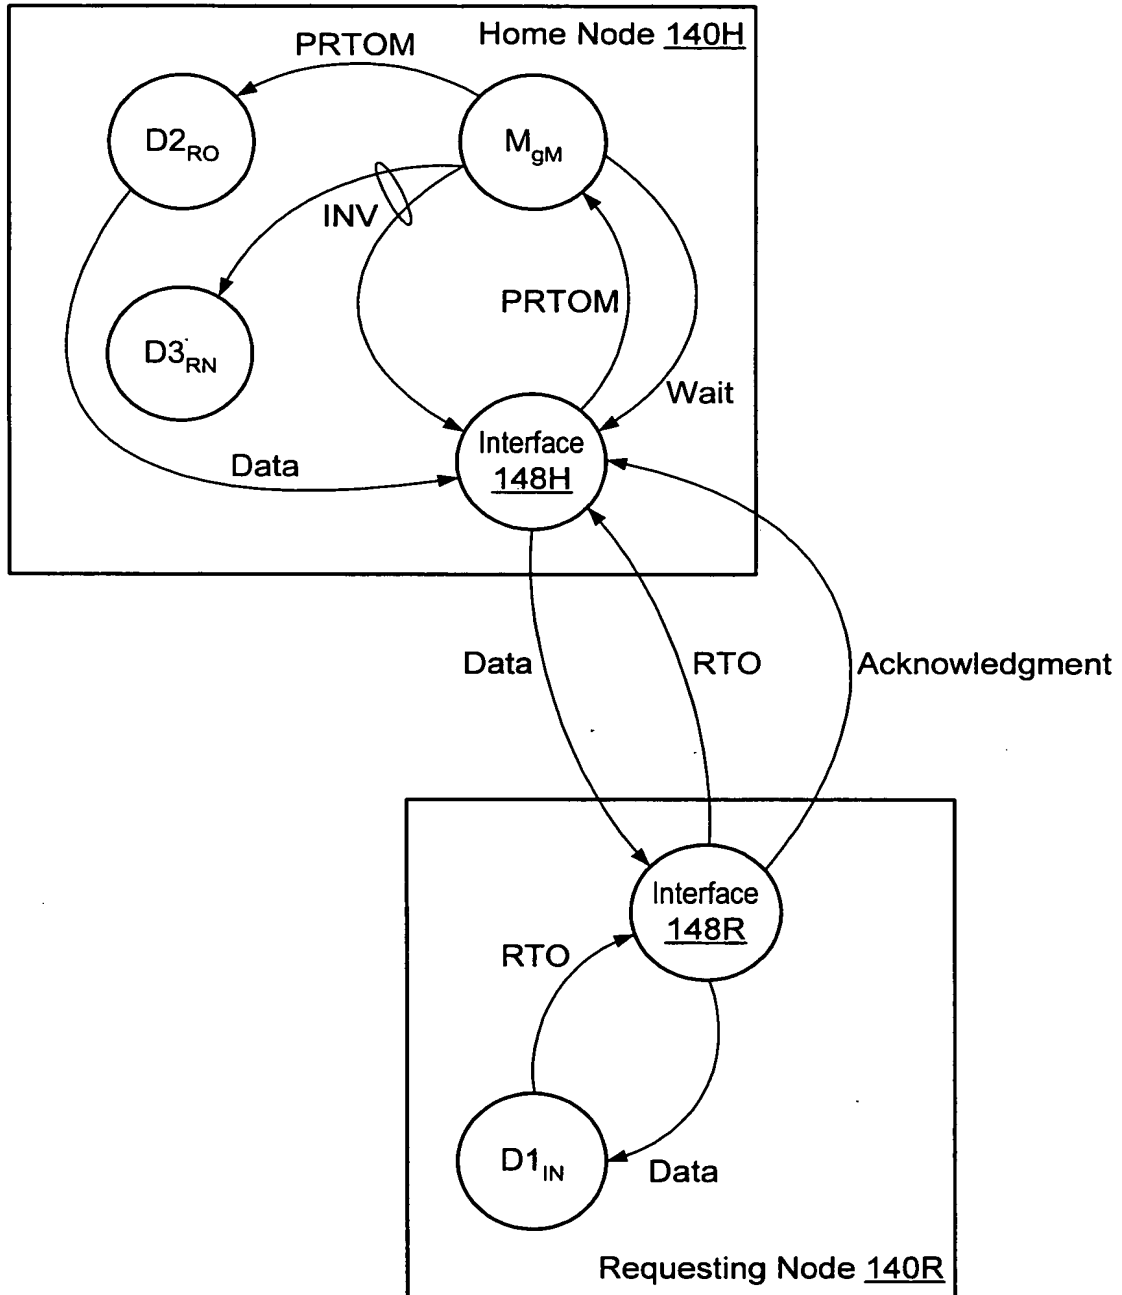 Home Node 140H
PRTOM
D2RO
MgM
INV
D3RN
PRTOM
Wait
Interface
148H
Data
Data
RTO
Acknowledgment
Interface
148R
RTO
D1IN
Data
Requesting Node 140R